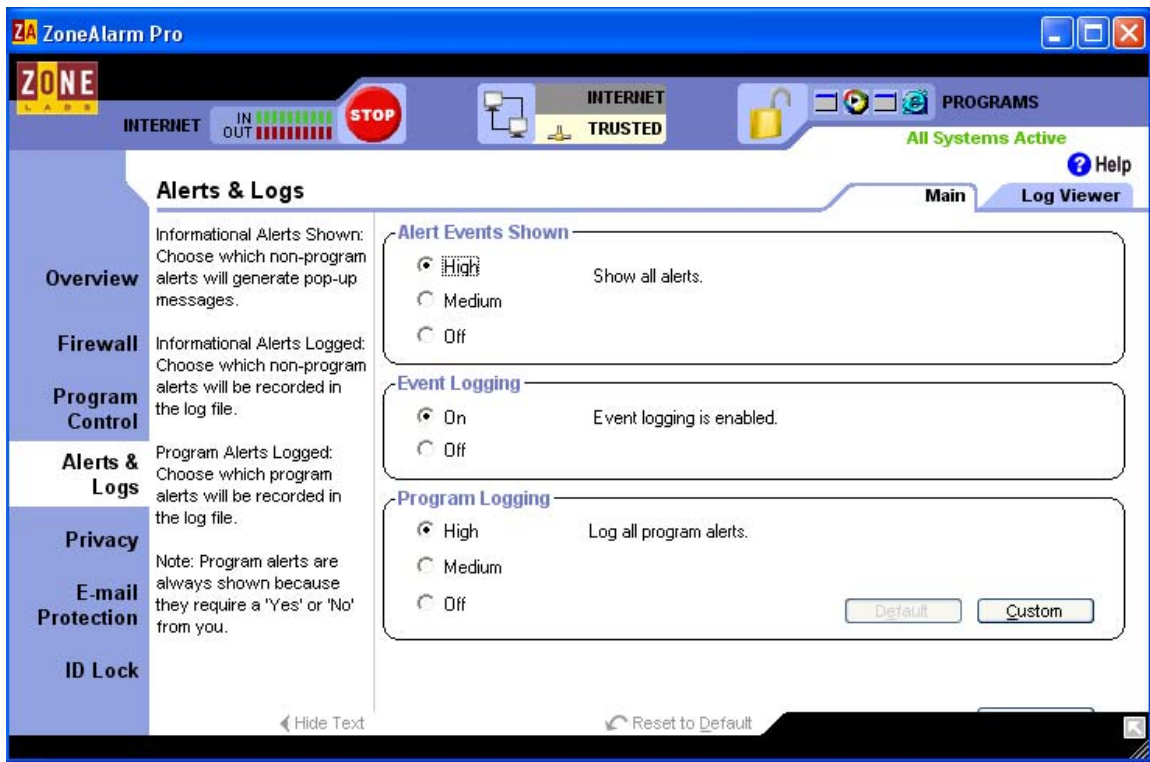 ZA ZoneAlarm Pro
ZONE
LABS
INTERNET
IN
OUT
STOP
INTERNET
TRUSTED
PROGRAMS
All Systems Active
? Help
Alerts & Logs
Main
Log Viewer
Overview
Firewall
Program
Control
Alerts &
Logs
Privacy
E-mail
Protection
ID Lock
Informational Alerts Shown:
Choose which non-program
alerts will generate pop-up
messages.
Informational Alerts Logged:
Choose which non-program
alerts will be recorded in
the log file.
Program Alerts Logged:
Choose which program
alerts will be recorded in
the log file.
Note: Program alerts are
always shown because
they require a 'Yes' or 'No'
from you.
Alert Events Shown
High
Show all alerts.
Medium
Off
Event Logging
On
Event logging is enabled.
Off
Program Logging
High
Log all program alerts.
Medium
Off
Default
Custom
Hide Text
Reset to Default